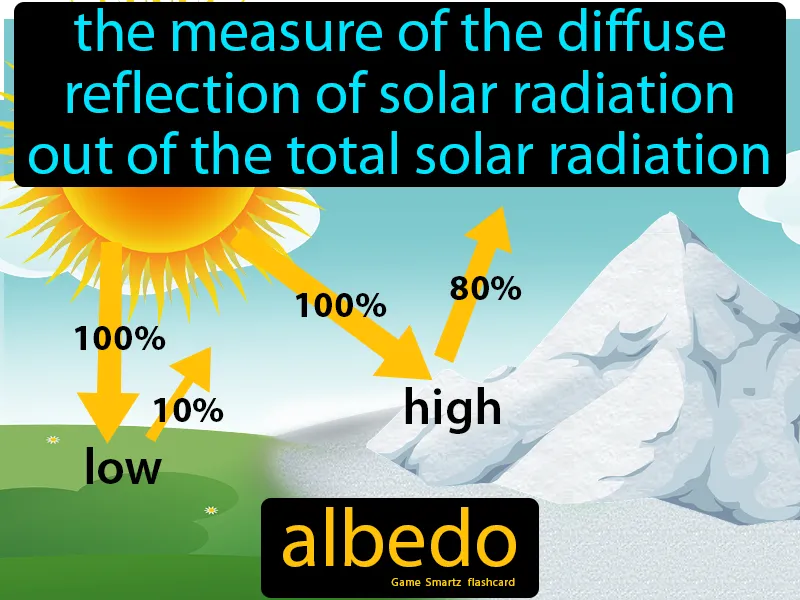 the measure of the diffuse
reflection of solar radiation
out of the total solar radiation
100%
10%
low
100%
80%
high
albedo
Game Smartz flashcard